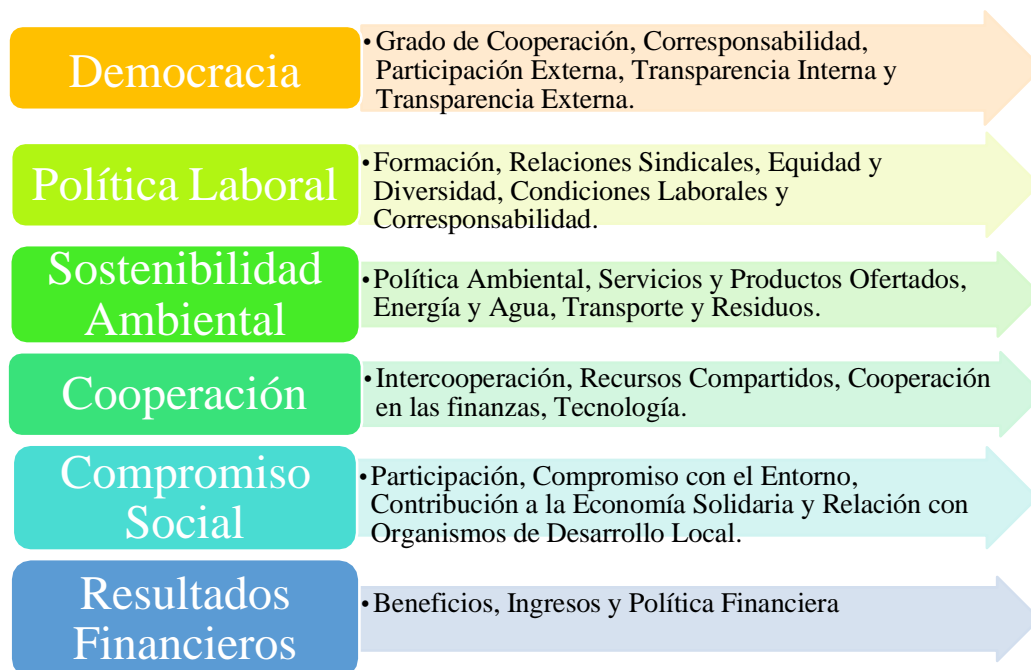 Democracia
•Grado de Cooperación, Corresponsabilidad,
Participación Externa, Transparencia Interna y
Transparencia Externa.
Política Laboral
•Formación, Relaciones Sindicales, Equidad y
Diversidad, Condiciones Laborales y
Corresponsabilidad.
Sostenibilidad
Ambiental
•Política Ambiental, Servicios y Productos Ofertados,
Energía y Agua, Transporte y Residuos.
Cooperación
•Intercooperación, Recursos Compartidos, Cooperación
en las finanzas, Tecnología.
Compromiso
Social
•Participación, Compromiso con el Entorno,
Contribución a la Economía Solidaria y Relación con
Organismos de Desarrollo Local.
Resultados
Financieros
•Beneficios, Ingresos y Política Financiera